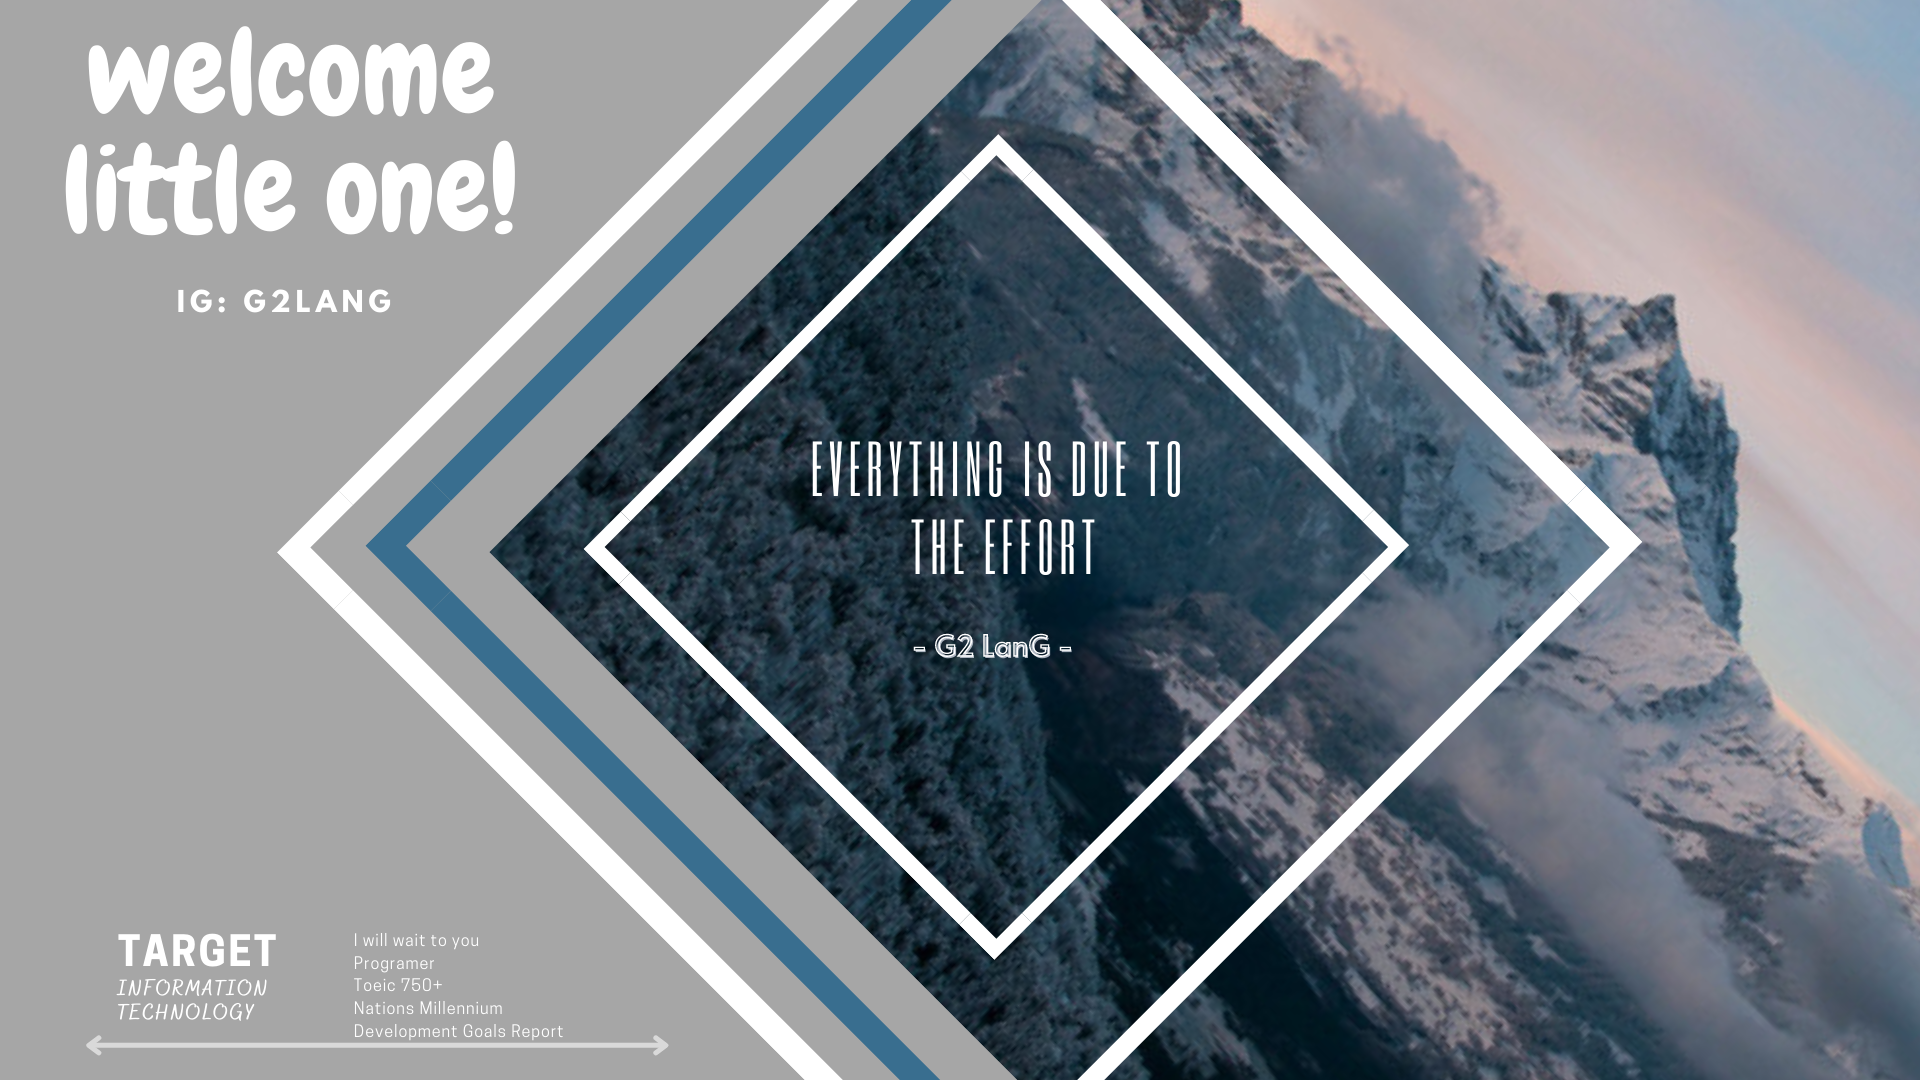 welcome
little one!
IG: G2LANG
EVERYTHING IS DUE TO
THE EFFORT
- G2 LanG -
TARGET
INFORMATION
TECHNOLOGY
I will wait to you
Programer
Toeic 750+
Nations Millennium
Development Goals Report